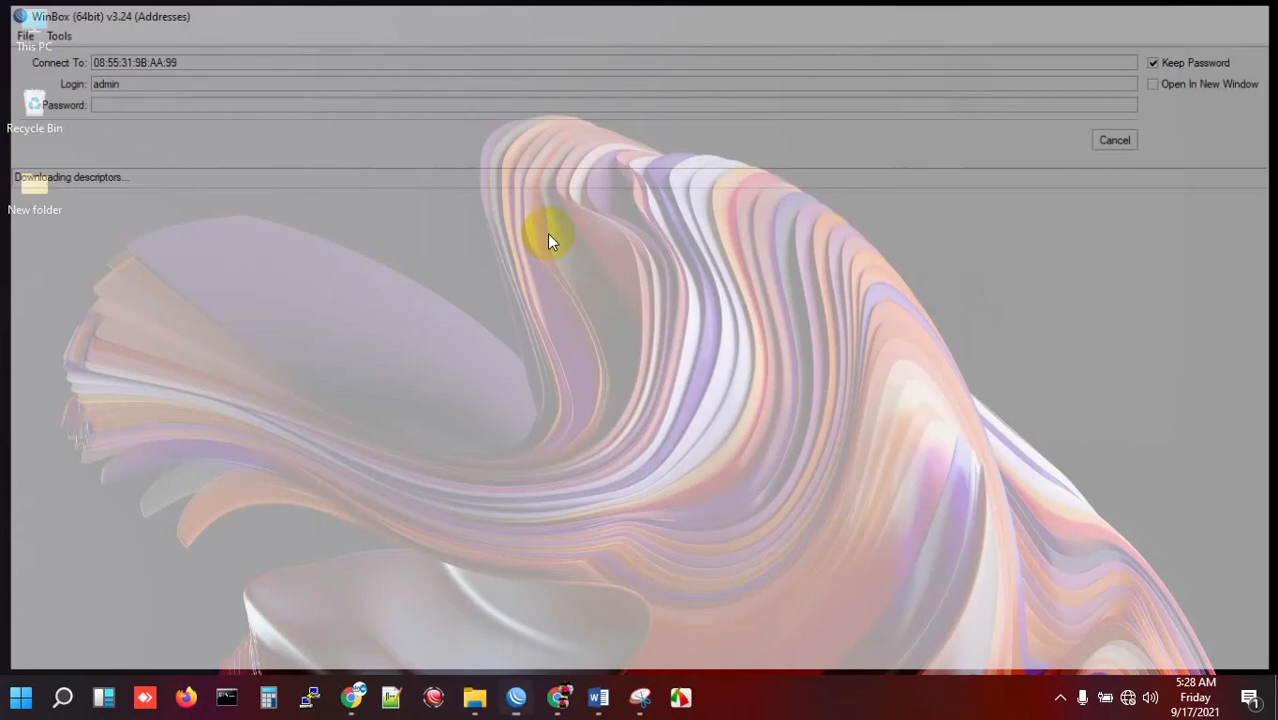 WinBox (64bit) v3.24 (Addresses)
File Tools
This PC
Connect To: 08:55:31:9B:AA:99
Keep Password
Login: admin
Open In New Window
Password:
Recycle Bin
Cancel
Downloading descriptors...
New folder
5:28 AM
Friday
9/17/2021
1